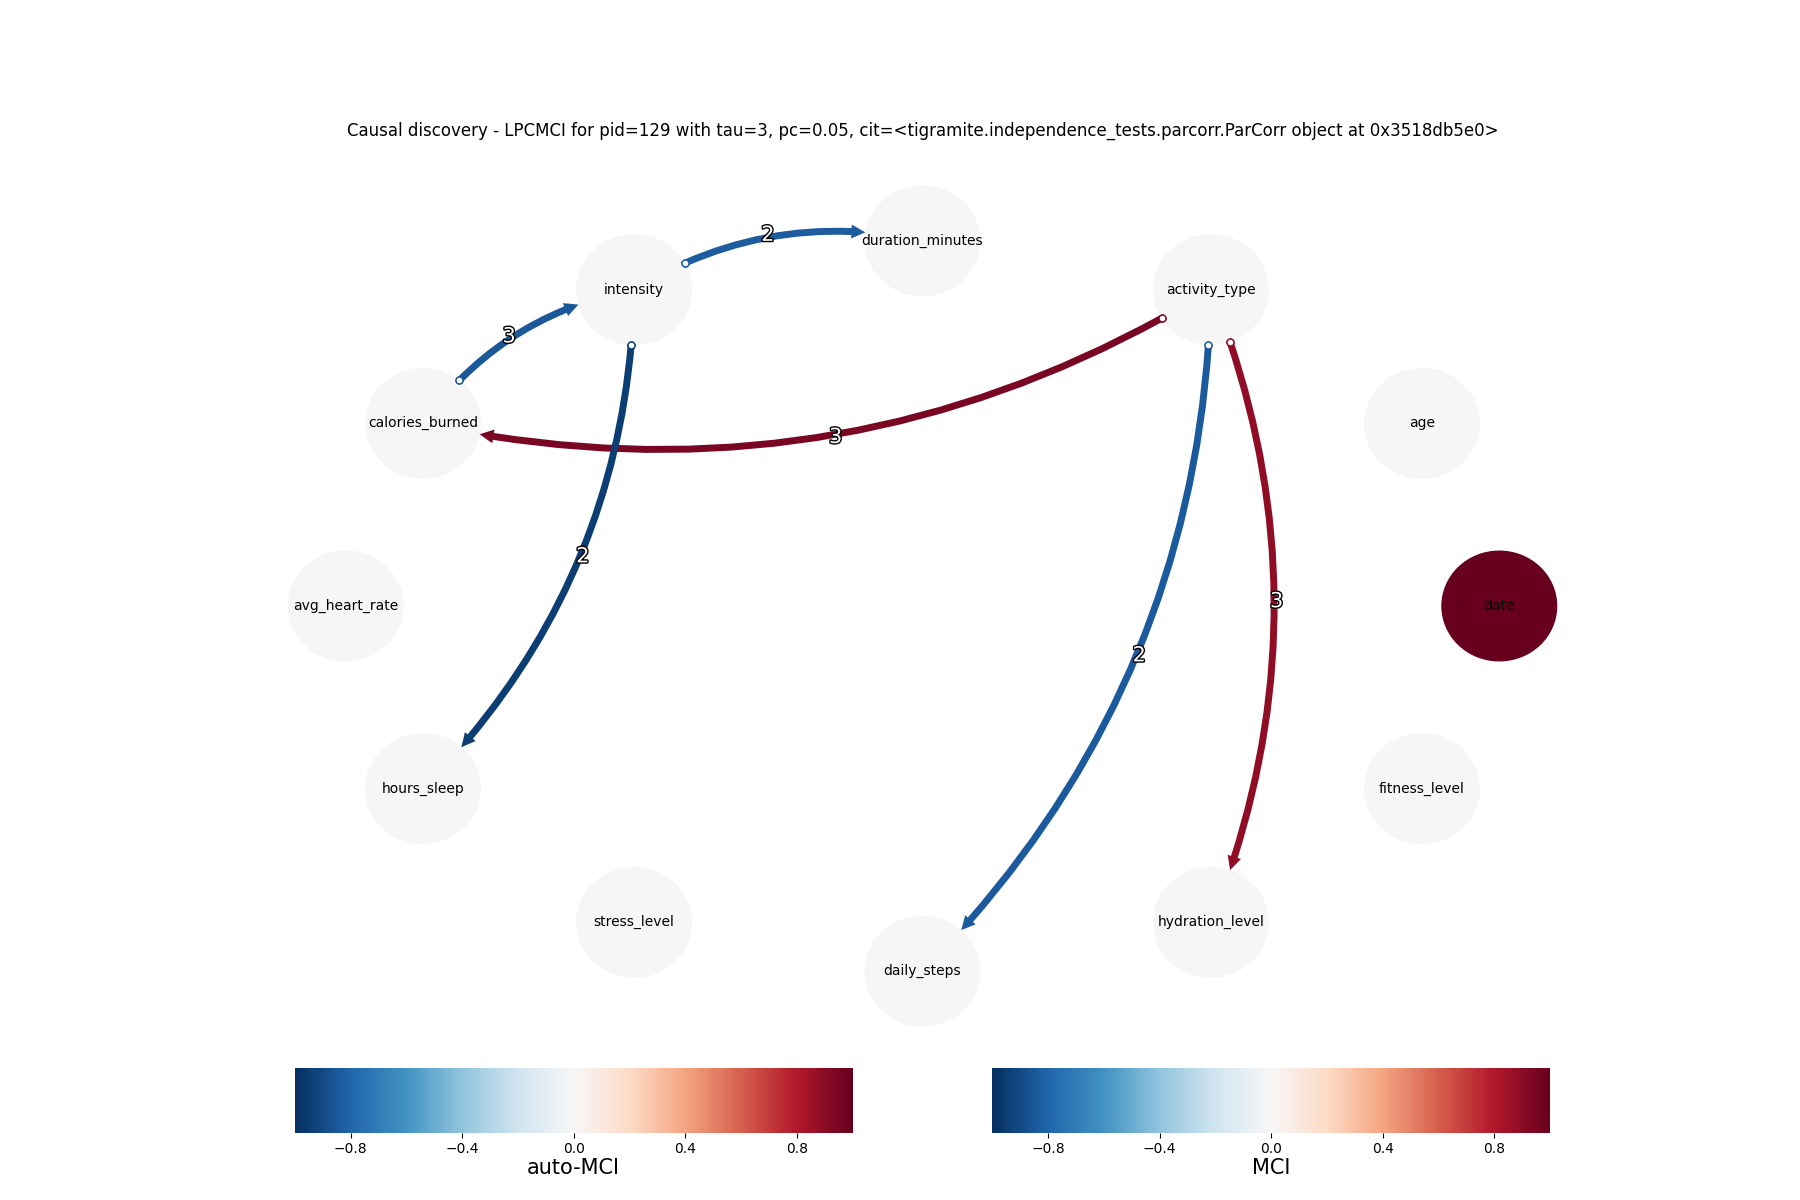 Causal discovery - LPCMCI for pid=129 with tau=3, pc=0.05, cit=<tigramite.independence_tests.parcorr.ParCorr object at 0x3518db5e0>
2
duration_minutes
intensity
activity_type
3
calories_burned
3
age
2
avg_heart_rate
3
date
2
hours_sleep
fitness_level
stress_level
hydration_level
daily_steps
−0.8 −0.4 0.0 0.4 0.8
auto-MCI
−0.8 −0.4 0.0 0.4 0.8
MCI